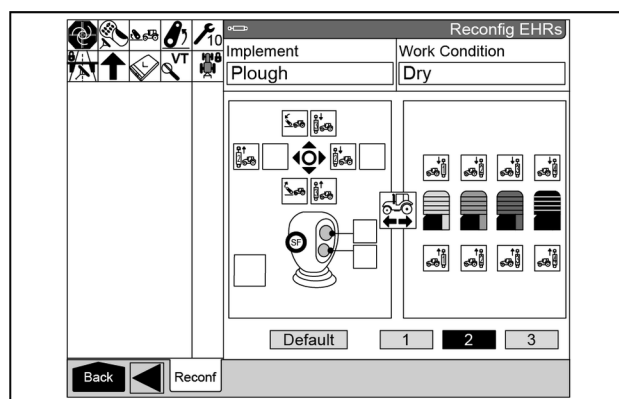 10
VT
Reconfig EHRs
Implement
Work Condition
Plough
Dry
SF
Default
1
2
3
Back
Reconf